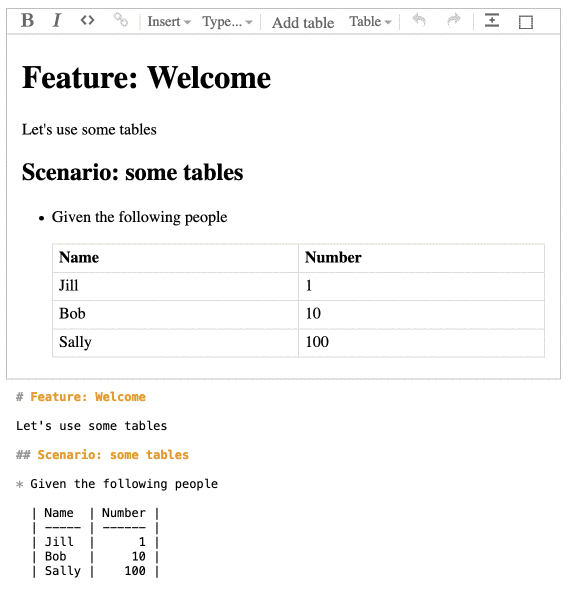 B I <> Insert Type... Add table Table
Feature: Welcome
Let's use some tables
Scenario: some tables
• Given the following people
Name Number
Jill 1
Bob 10
Sally 100
# Feature: Welcome
Let's use some tables
## Scenario: some tables
* Given the following people
| Name  | Number |
| ----- | ------ |
| Jill  |      1 |
| Bob   |     10 |
| Sally |    100 |